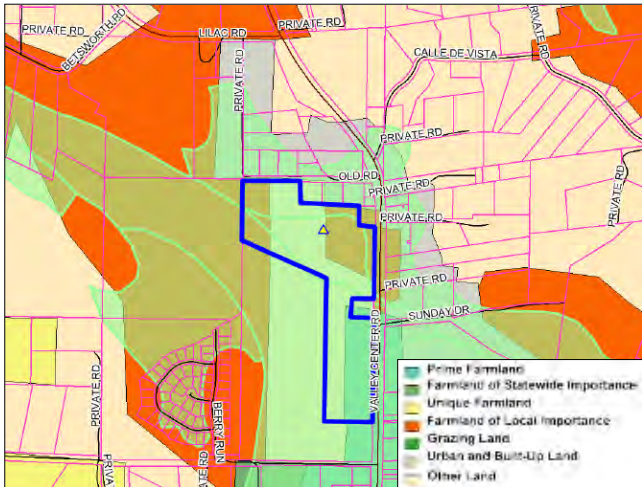 PRIVATE RD
BETSWORTH RD
LILAC RD
PRIVATE RD
PRIVATE RD
CALLE DE VISTA
PRIVATE RD
PRIVATE RD
OLD RD
PRIVATE RD
PRIVATE RD
PRIVATE RD
PRIVATE RD
SUNDAY DR
VALLEY CENTER RD
PRIVATE RD
BERRY RUN
PRIVA
TE RD
Prime Farmland
Farmland of Statewide Importance
Unique Farmland
Farmland of Local Importance
Grazing Land
Urban and Built-Up Land
Other Land